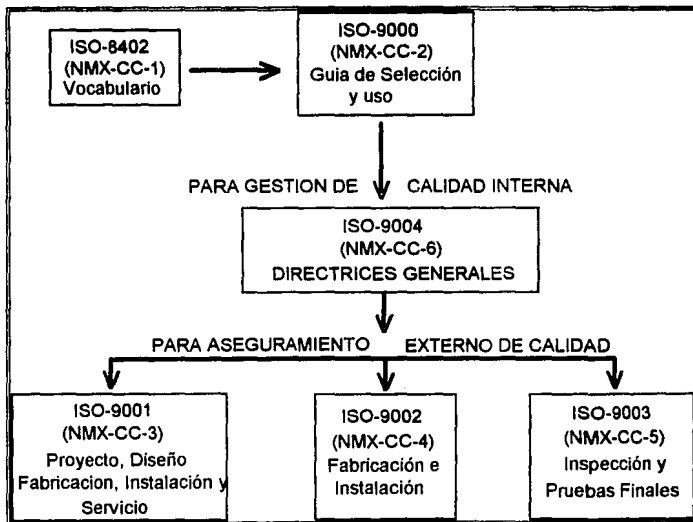 ISO-8402
(NMX-CC-1)
Vocabulario
ISO-9000
(NMX-CC-2)
Guia de Selección
y uso
PARA GESTION DE CALIDAD INTERNA
ISO-9004
(NMX-CC-6)
DIRECTRICES GENERALES
PARA ASEGURAMIENTO EXTERNO DE CALIDAD
ISO-9001
(NMX-CC-3)
Proyecto, Diseño
Fabricacion, Instalación y
Servicio
ISO-9002
(NMX-CC-4)
Fabricación e
Instalación
ISO-9003
(NMX-CC-5)
Inspección y
Pruebas Finales